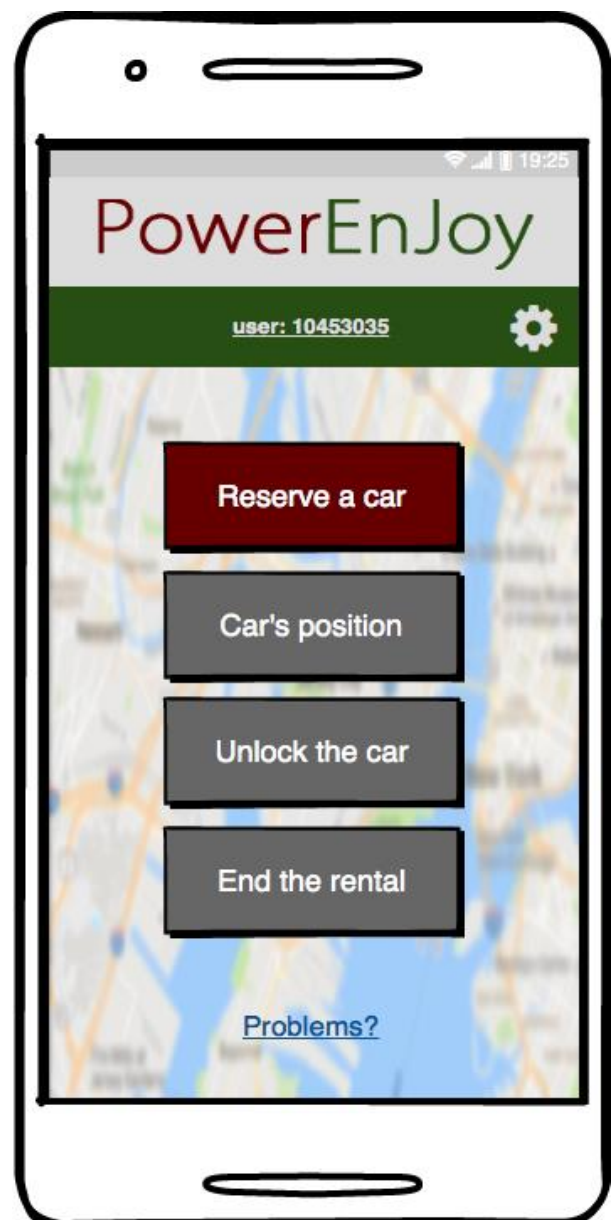 19:25
PowerEnJoy
user: 10453035
Reserve a car
Car's position
Unlock the car
End the rental
Problems?